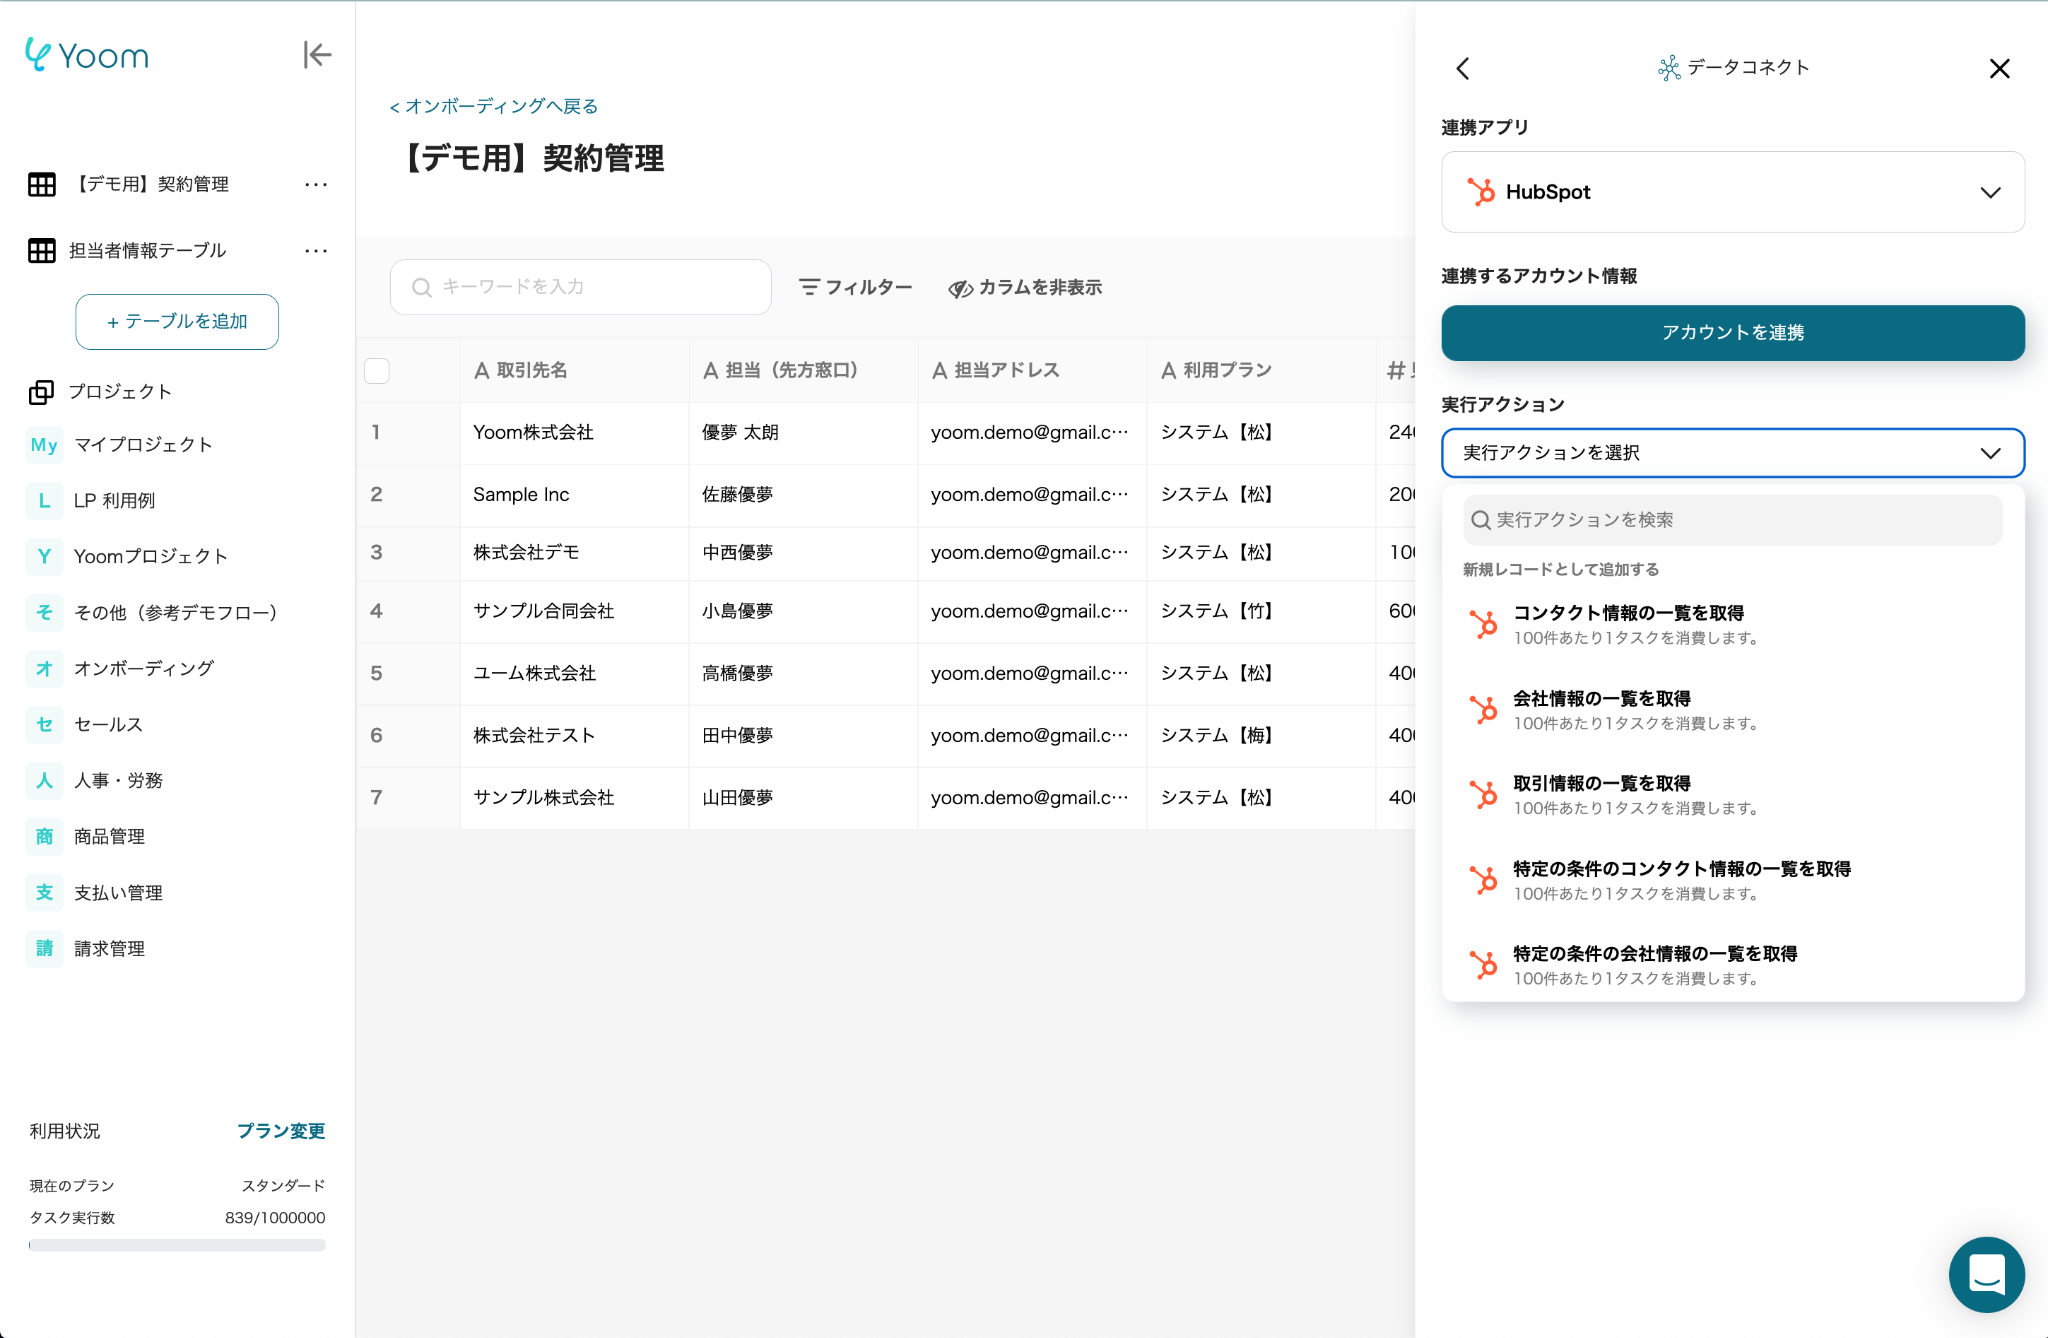 Yoom
【デモ用】契約管理
担当者情報テーブル
+ テーブルを追加
プロジェクト
My マイプロジェクト
L LP 利用例
Y Yoomプロジェクト
そ その他（参考デモフロー）
オ オンボーディング
セ セールス
人 人事・労務
商 商品管理
支 支払い管理
請 請求管理
利用状況 プラン変更
現在のプラン スタンダード
タスク実行数 839/1000000
< オンボーディングへ戻る
【デモ用】契約管理
キーワードを入力 フィルター カラムを非表示
A 取引先名 A 担当（先方窓口） A 担当アドレス A 利用プラン #
1 Yoom株式会社 優夢 太朗 yoom.demo@gmail.c… システム【松】 240
2 Sample Inc 佐藤優夢 yoom.demo@gmail.c… システム【松】 200
3 株式会社デモ 中西優夢 yoom.demo@gmail.c… システム【松】 100
4 サンプル合同会社 小島優夢 yoom.demo@gmail.c… システム【竹】 600
5 ユーム株式会社 高橋優夢 yoom.demo@gmail.c… システム【松】 400
6 株式会社テスト 田中優夢 yoom.demo@gmail.c… システム【梅】 400
7 サンプル株式会社 山田優夢 yoom.demo@gmail.c… システム【松】 400
データコネクト
連携アプリ
HubSpot
連携するアカウント情報
アカウントを連携
実行アクション
実行アクションを選択
実行アクションを検索
新規レコードとして追加する
コンタクト情報の一覧を取得
100件あたり1タスクを消費します。
会社情報の一覧を取得
100件あたり1タスクを消費します。
取引情報の一覧を取得
100件あたり1タスクを消費します。
特定の条件のコンタクト情報の一覧を取得
100件あたり1タスクを消費します。
特定の条件の会社情報の一覧を取得
100件あたり1タスクを消費します。